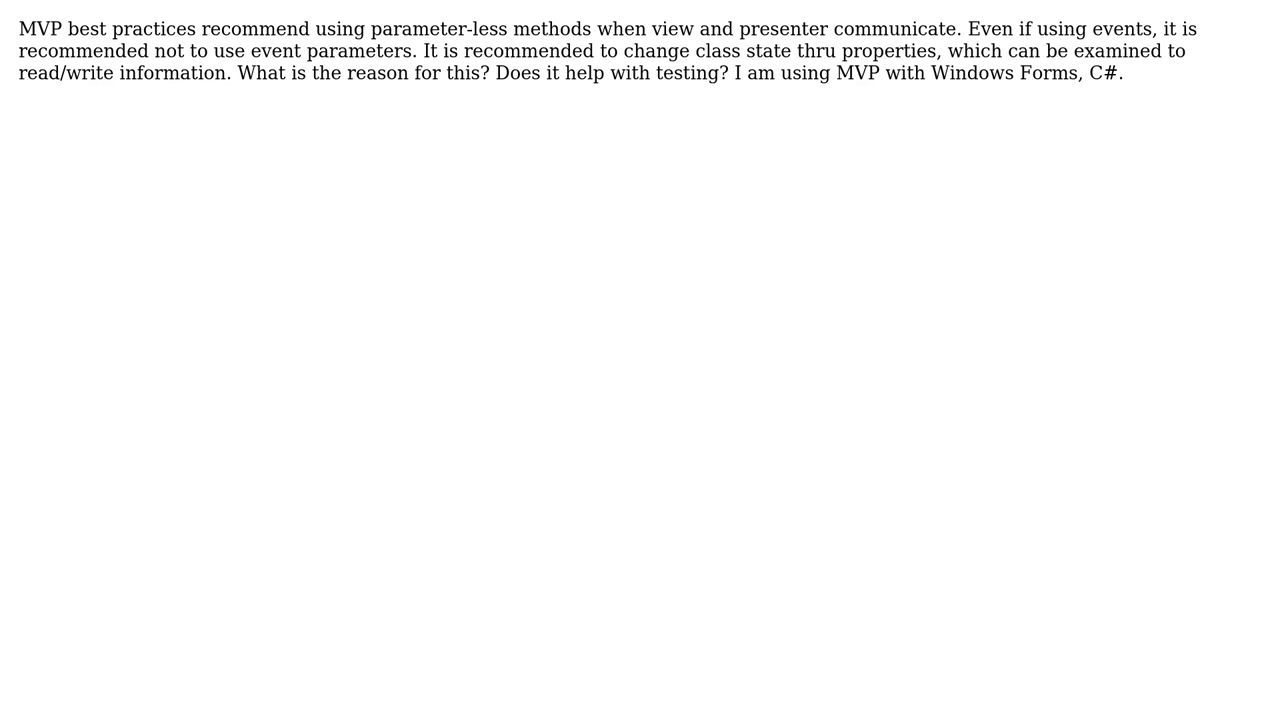 MVP best practices recommend using parameter-less methods when view and presenter communicate. Even if using events, it is
recommended not to use event parameters. It is recommended to change class state thru properties, which can be examined to
read/write information. What is the reason for this? Does it help with testing? I am using MVP with Windows Forms, C#.